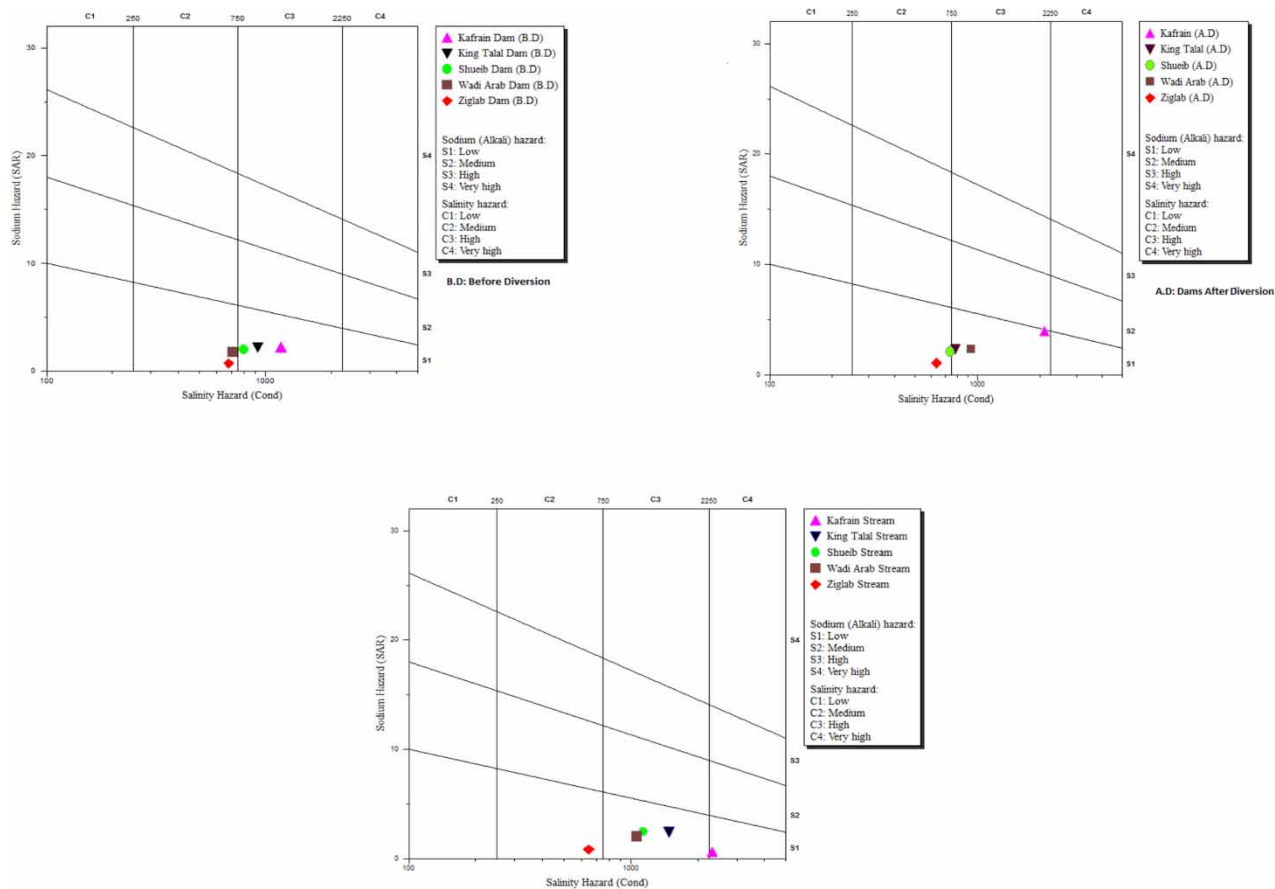 C1 250 C2 750 C3 2250 C4
30
20
10
0
Sodium Hazard (SAR)
S4
S3
S2
S1
100 1000
Salinity Hazard (Cond)
Kafrain Dam (B.D)
King Talal Dam (B.D)
Shueib Dam (B.D)
Wadi Arab Dam (B.D)
Ziglab Dam (B.D)
Sodium (Alkali) hazard:
S1: Low
S2: Medium
S3: High
S4: Very high
Salinity hazard:
C1: Low
C2: Medium
C3: High
C4: Very high
B.D: Before Diversion
C1 250 C2 750 C3 2250 C4
30
20
10
0
Sodium Hazard (SAR)
S4
S3
S2
S1
100 1000
Salinity Hazard (Cond)
Kafrain (A.D)
King Talal (A.D)
Shueib (A.D)
Wadi Arab (A.D)
Ziglab (A.D)
Sodium (Alkali) hazard:
S1: Low
S2: Medium
S3: High
S4: Very high
Salinity hazard:
C1: Low
C2: Medium
C3: High
C4: Very high
A.D: Dams After Diversion
C1 250 C2 750 C3 2250 C4
30
20
10
0
Sodium Hazard (SAR)
S4
S3
S2
S1
100 1000
Salinity Hazard (Cond)
Kafrain Stream
King Talal Stream
Shueib Stream
Wadi Arab Stream
Ziglab Stream
Sodium (Alkali) hazard:
S1: Low
S2: Medium
S3: High
S4: Very high
Salinity hazard:
C1: Low
C2: Medium
C3: High
C4: Very high